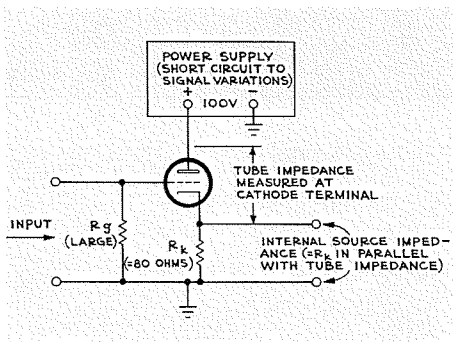 POWER SUPPLY
(SHORT CIRCUIT TO
SIGNAL VARIATIONS)
+ 100V -
TUBE IMPEDANCE
MEASURED AT
CATHODE TERMINAL
INPUT
Rg
(LARGE)
Rk
(=80 OHMS)
INTERNAL SOURCE IMPED-
ANCE (=Rk IN PARALLEL
WITH TUBE IMPEDANCE)